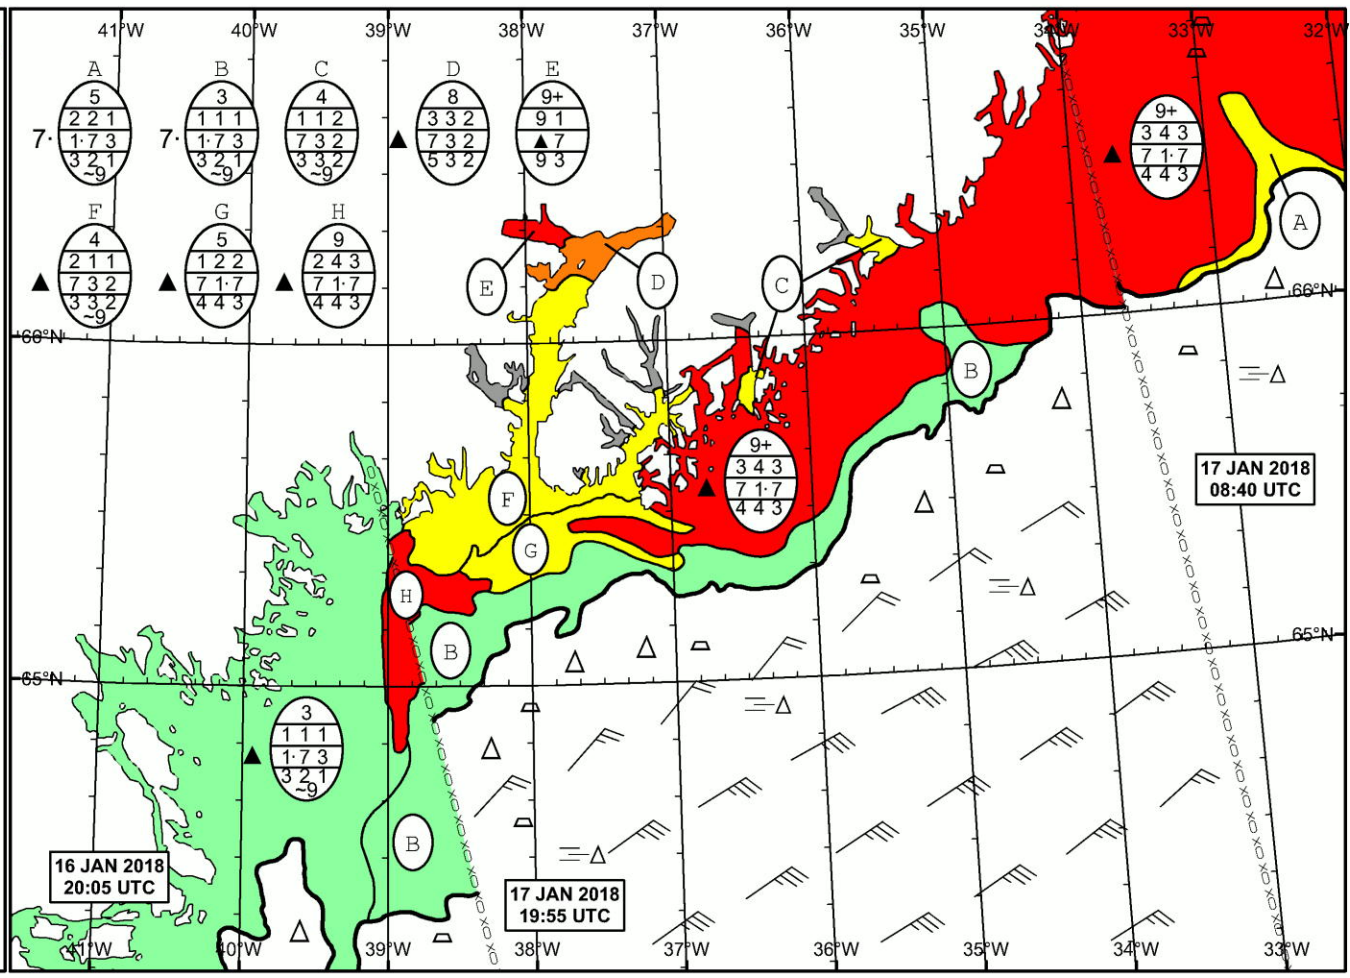 41°W 40°W 39°W 38°W 37°W 36°W 35°W 34°W 33°W 32°W
A B C D E
5 3 4 8 9+
2 2 1 1 1 1 1 1 2 3 3 2 9 1
7· 1·7 3 7· 1·7 3 7 3 2 7 3 2 ▲ 7
3 2 1 3 2 1 3 3 2 5 3 2 9 3
~9 ~9 ~9
9+
3 4 3
7 1·7
4 4 3
F G H
4 5 9
2 1 1 1 2 2 2 4 3
7 3 2 7 1·7 7 1·7
3 3 2 4 4 3 4 4 3
~9
A
E D C
66°N 66°N
B
9+
3 4 3
7 1·7
4 4 3
17 JAN 2018
08:40 UTC
F
G
H
B
65°N 65°N
3
1 1 1
1·7 3
3 2 1
~9
B
16 JAN 2018
20:05 UTC
17 JAN 2018
19:55 UTC
41°W 40°W 39°W 38°W 37°W 36°W 35°W 34°W 33°W